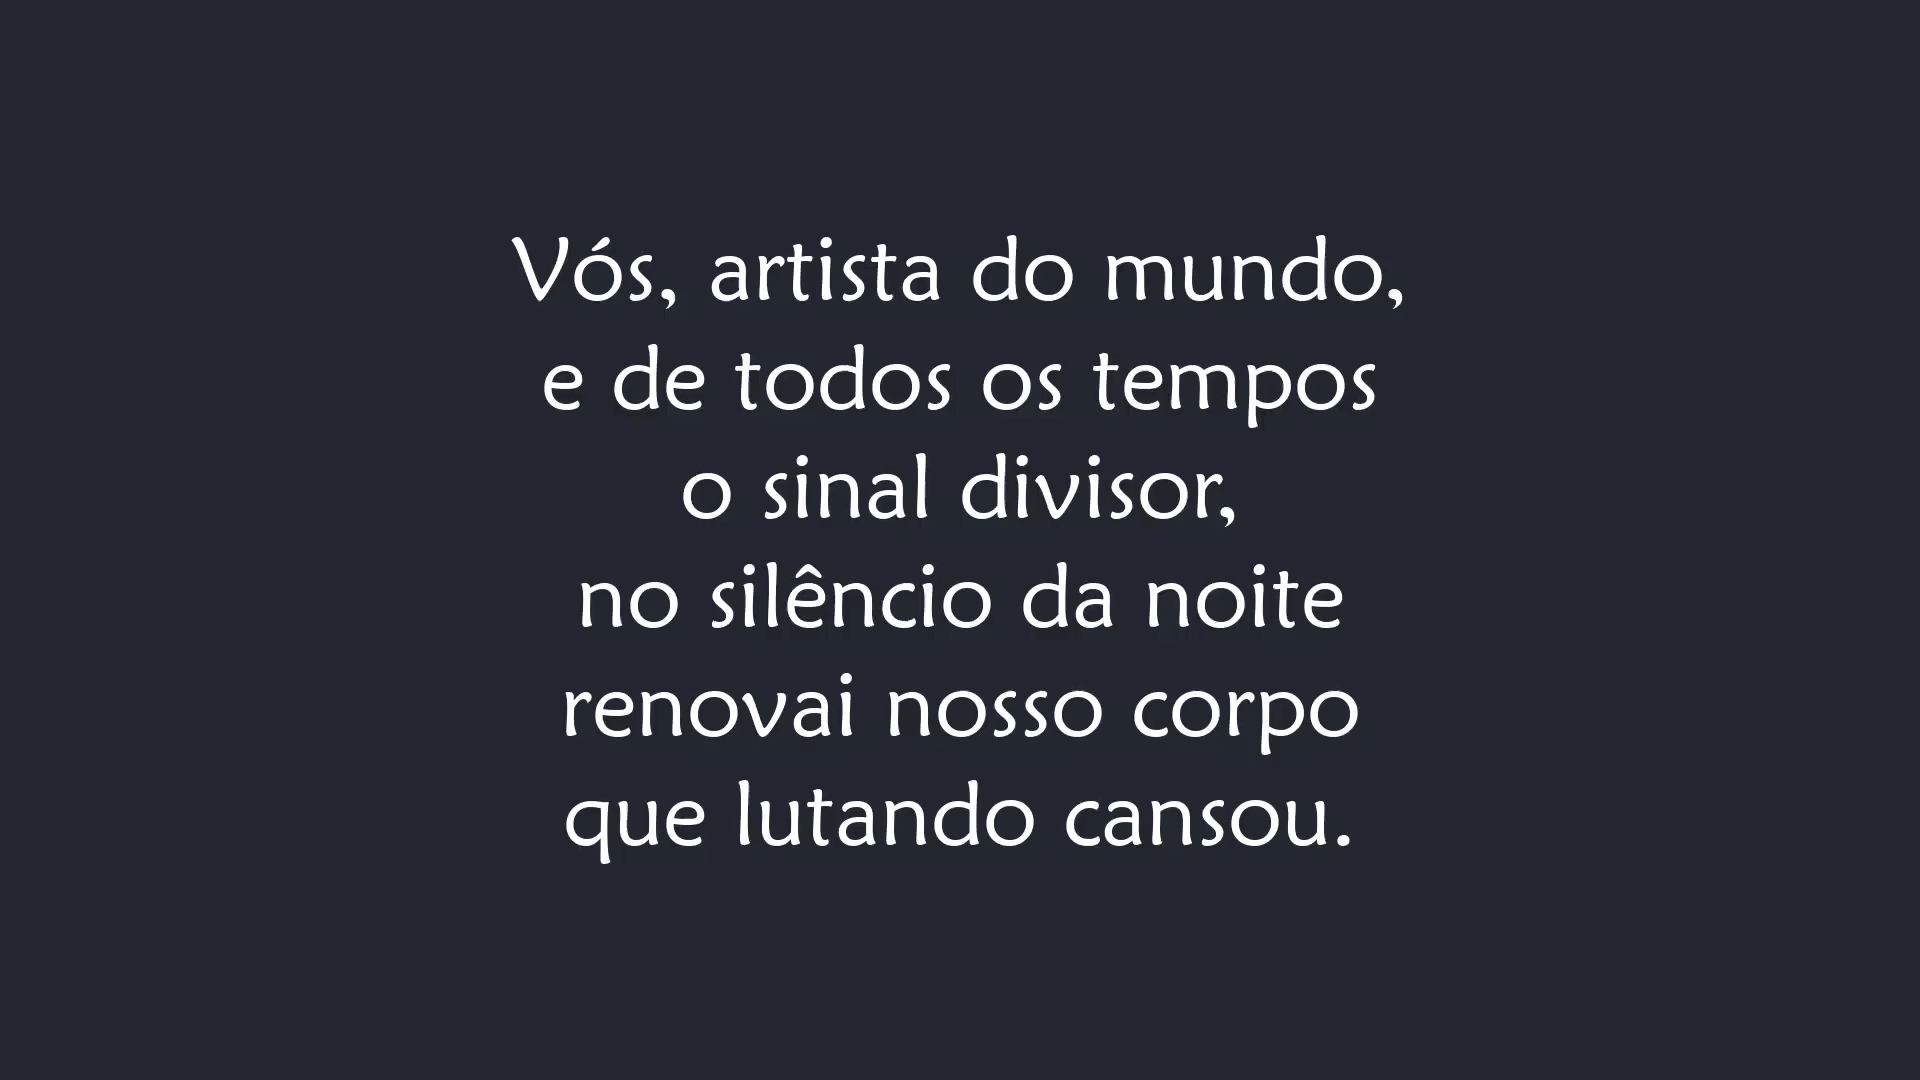 Vós, artista do mundo,
e de todos os tempos
o sinal divisor,
no silêncio da noite
renovai nosso corpo
que lutando cansou.